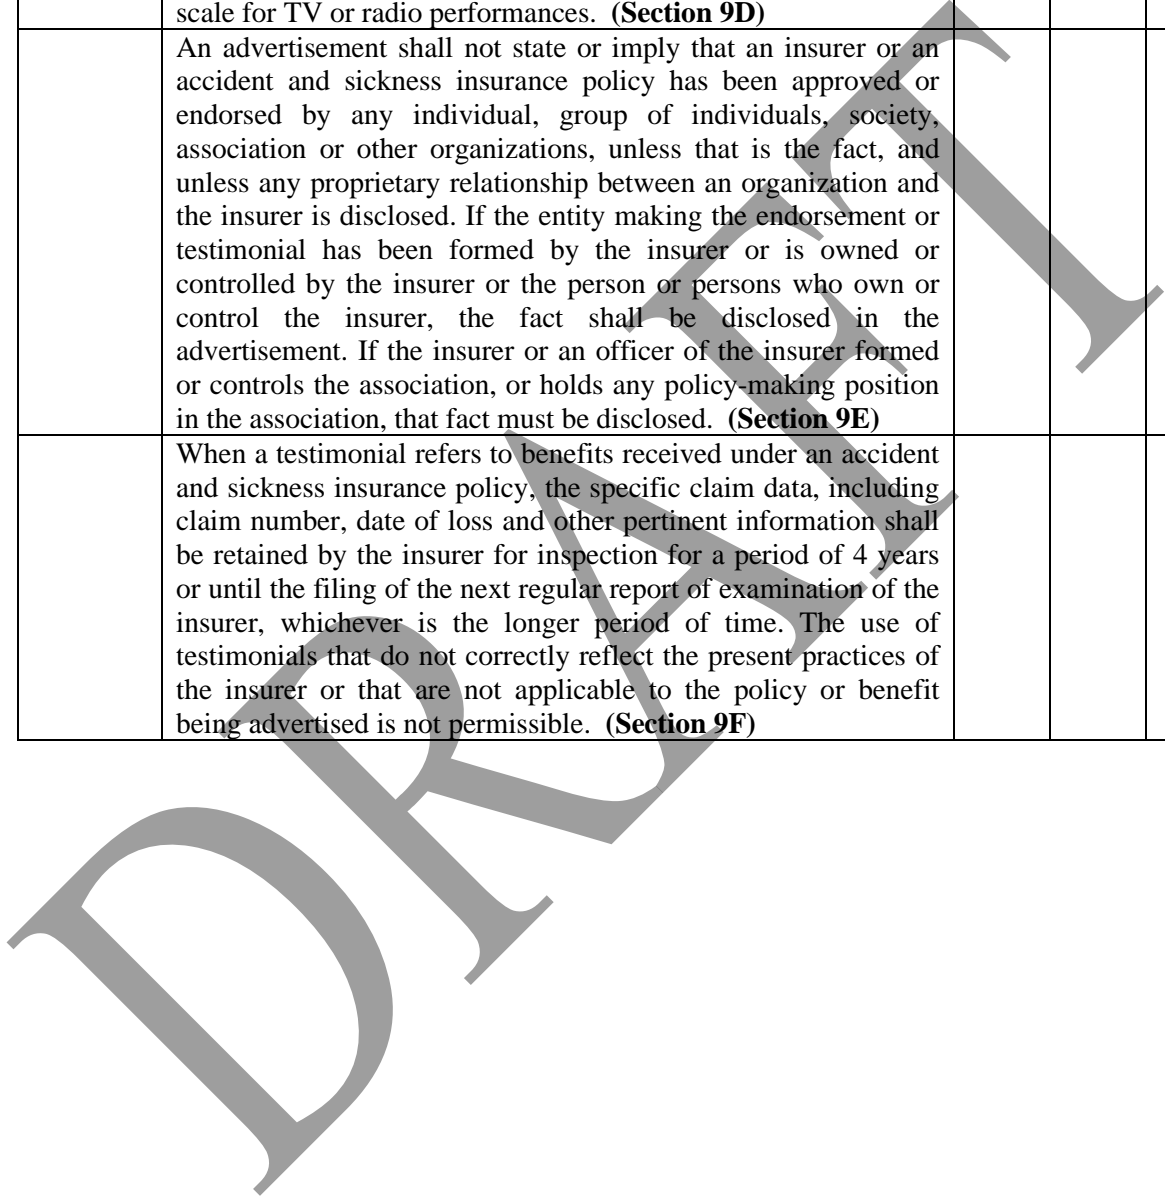 scale for TV or radio performances. (Section 9D)
An advertisement shall not state or imply that an insurer or an
accident and sickness insurance policy has been approved or
endorsed by any individual, group of individuals, society,
association or other organizations, unless that is the fact, and
unless any proprietary relationship between an organization and
the insurer is disclosed. If the entity making the endorsement or
testimonial has been formed by the insurer or is owned or
controlled by the insurer or the person or persons who own or
control the insurer, the fact shall be disclosed in the
advertisement. If the insurer or an officer of the insurer formed
or controls the association, or holds any policy-making position
in the association, that fact must be disclosed. (Section 9E)
When a testimonial refers to benefits received under an accident
and sickness insurance policy, the specific claim data, including
claim number, date of loss and other pertinent information shall
be retained by the insurer for inspection for a period of 4 years
or until the filing of the next regular report of examination of the
insurer, whichever is the longer period of time. The use of
testimonials that do not correctly reflect the present practices of
the insurer or that are not applicable to the policy or benefit
being advertised is not permissible. (Section 9F)
DRAFT